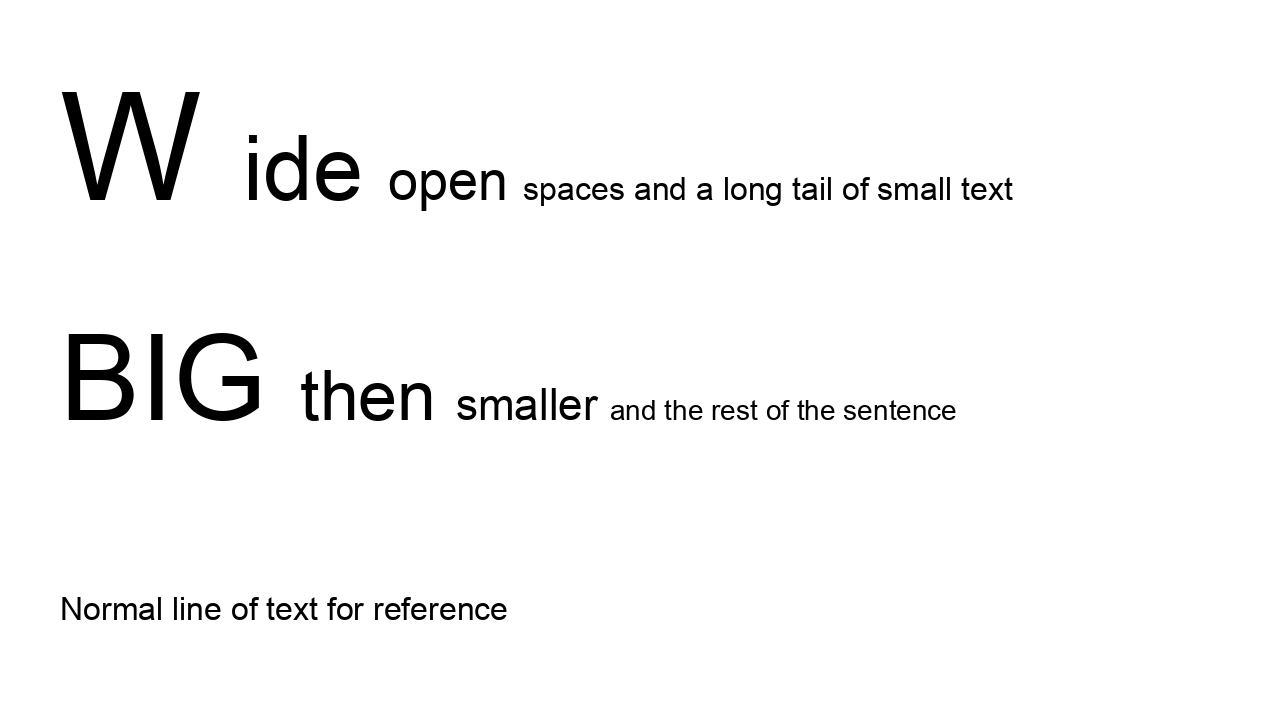 W ide open spaces and a long tail of small text
BIG then smaller and the rest of the sentence
Normal line of text for reference